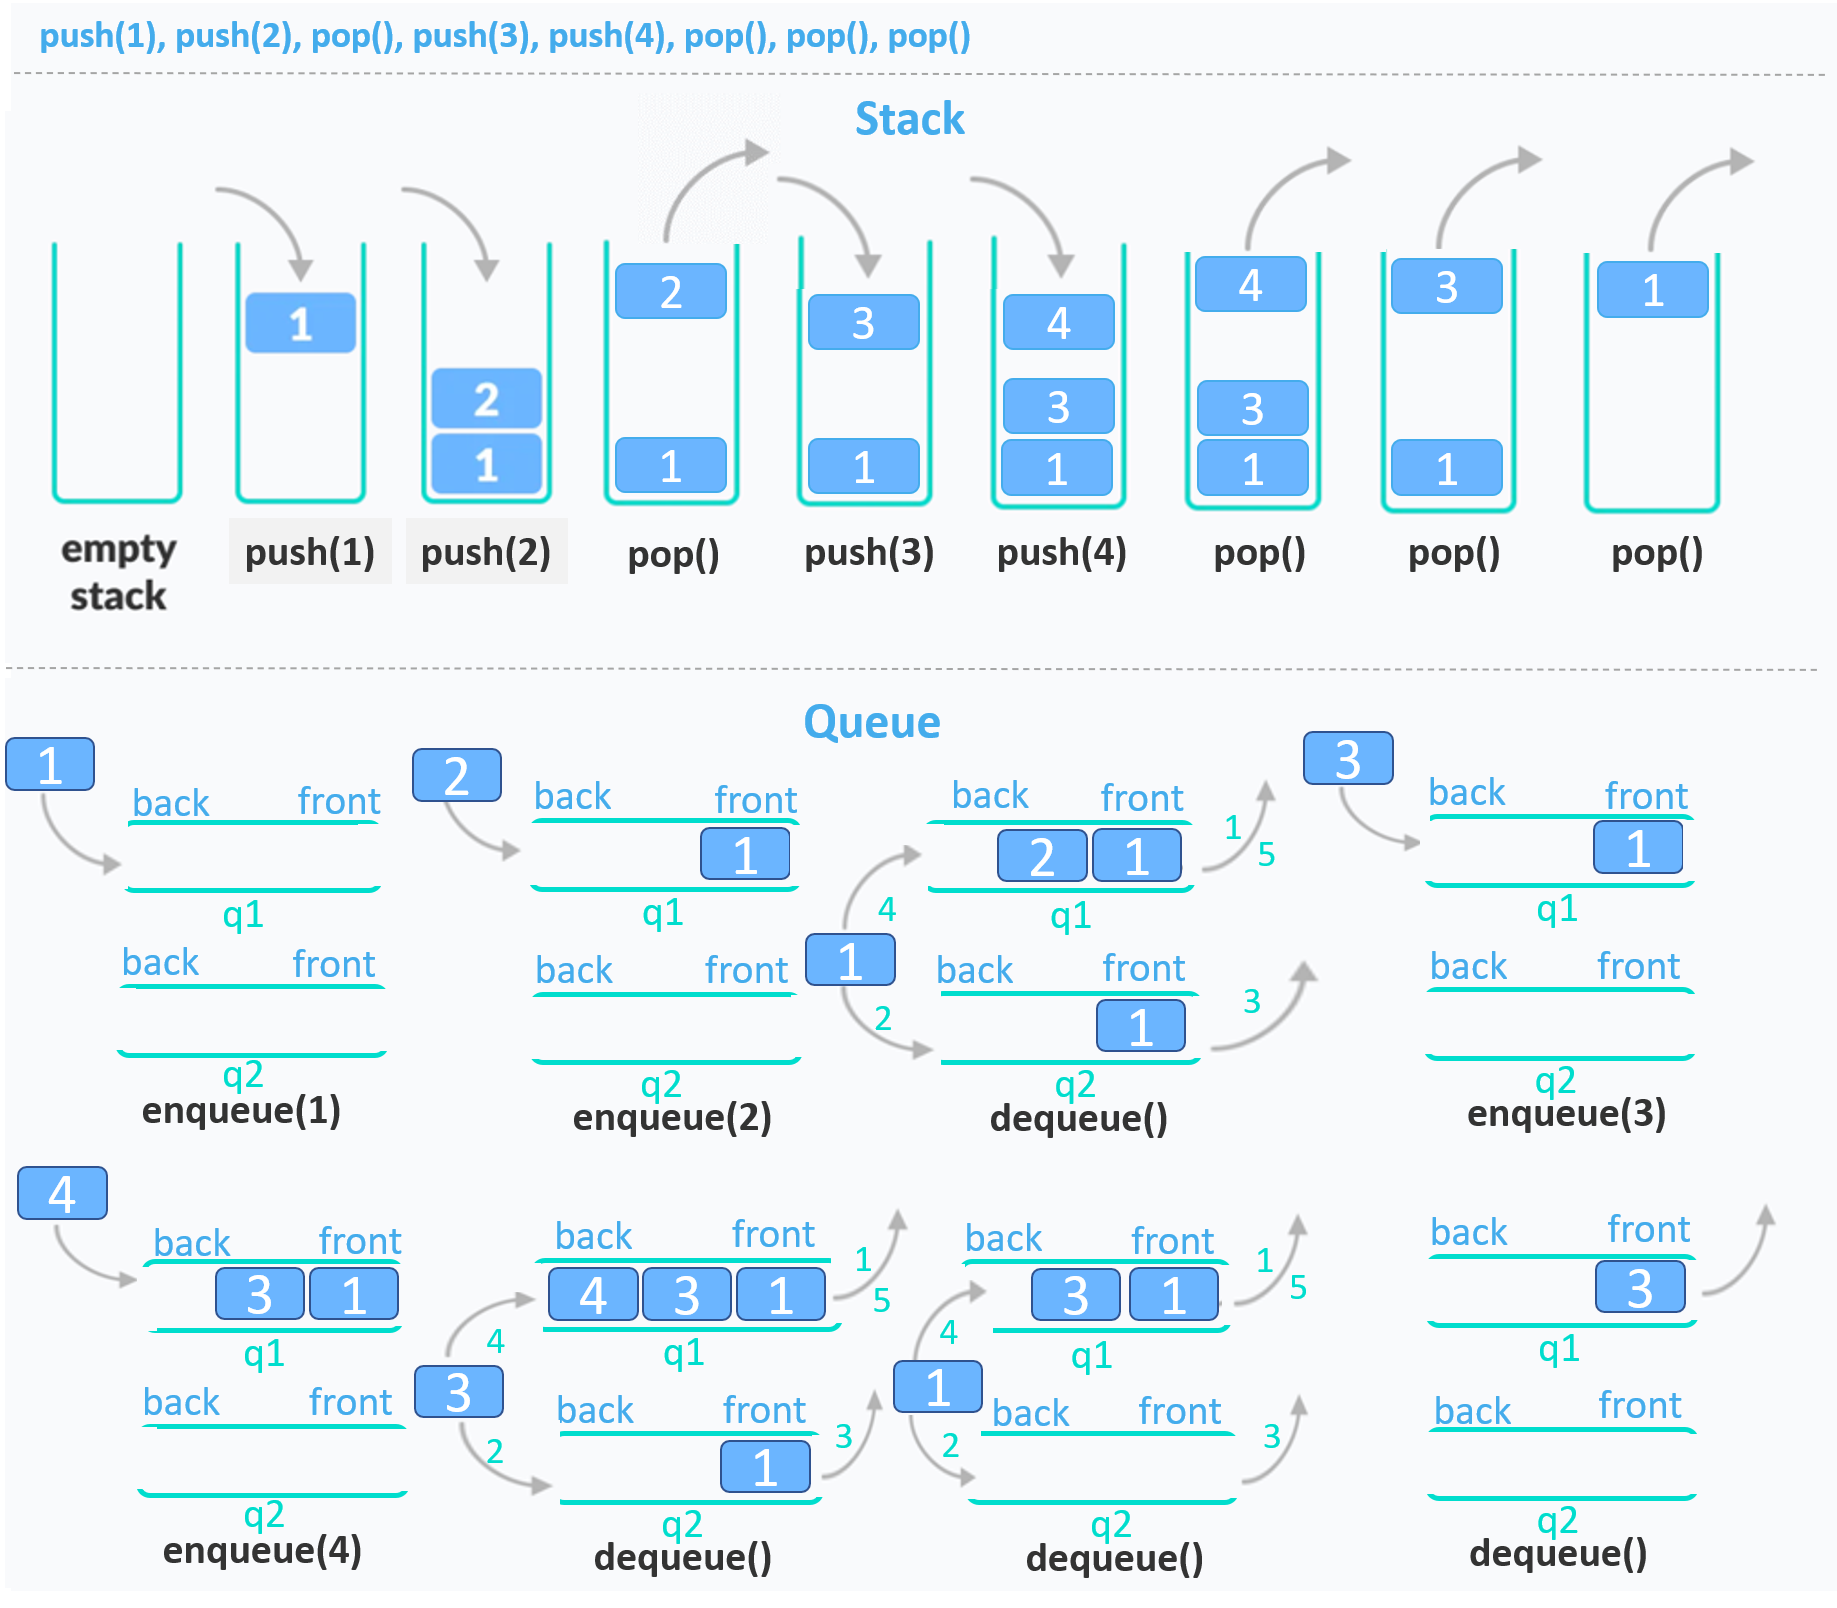 push(1), push(2), pop(), push(3), push(4), pop(), pop(), pop()
Stack
1
2
1
2
1
3
1
4
3
1
4
3
1
3
1
1
empty
stack
push(1)
push(2)
pop()
push(3)
push(4)
pop()
pop()
pop()
Queue
1
back front
q1
back front
q2
enqueue(1)
2
back front
1
q1
back front
q2
enqueue(2)
back front
2 1
1
5
q1
4
1
2
back front
1
3
q2
dequeue()
3
back front
1
q1
back front
q2
enqueue(3)
4
back front
3 1
q1
back front
q2
enqueue(4)
back front
4 3 1
1
5
q1
4
3
2
back front
1
3
q2
dequeue()
back front
3 1
1
5
q1
4
1
2
back front
3
q2
dequeue()
back front
3
q1
back front
q2
dequeue()